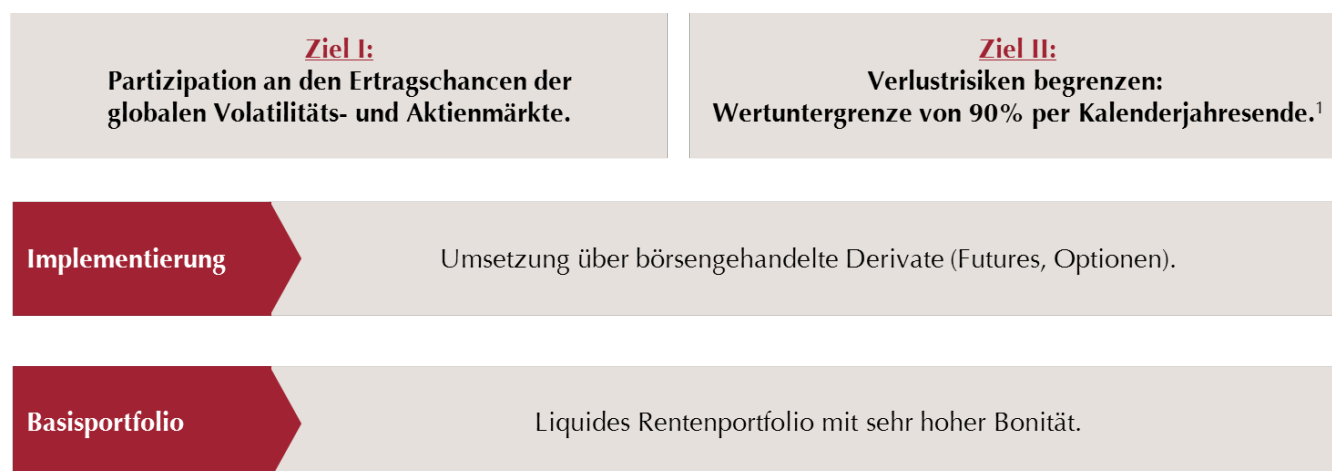 Ziel I:
Partizipation an den Ertragschancen der
globalen Volatilitäts- und Aktienmärkte.
Ziel II:
Verlustrisiken begrenzen:
Wertuntergrenze von 90% per Kalenderjahresende.¹
Implementierung
Umsetzung über börsengehandelte Derivate (Futures, Optionen).
Basisportfolio
Liquides Rentenportfolio mit sehr hoher Bonität.